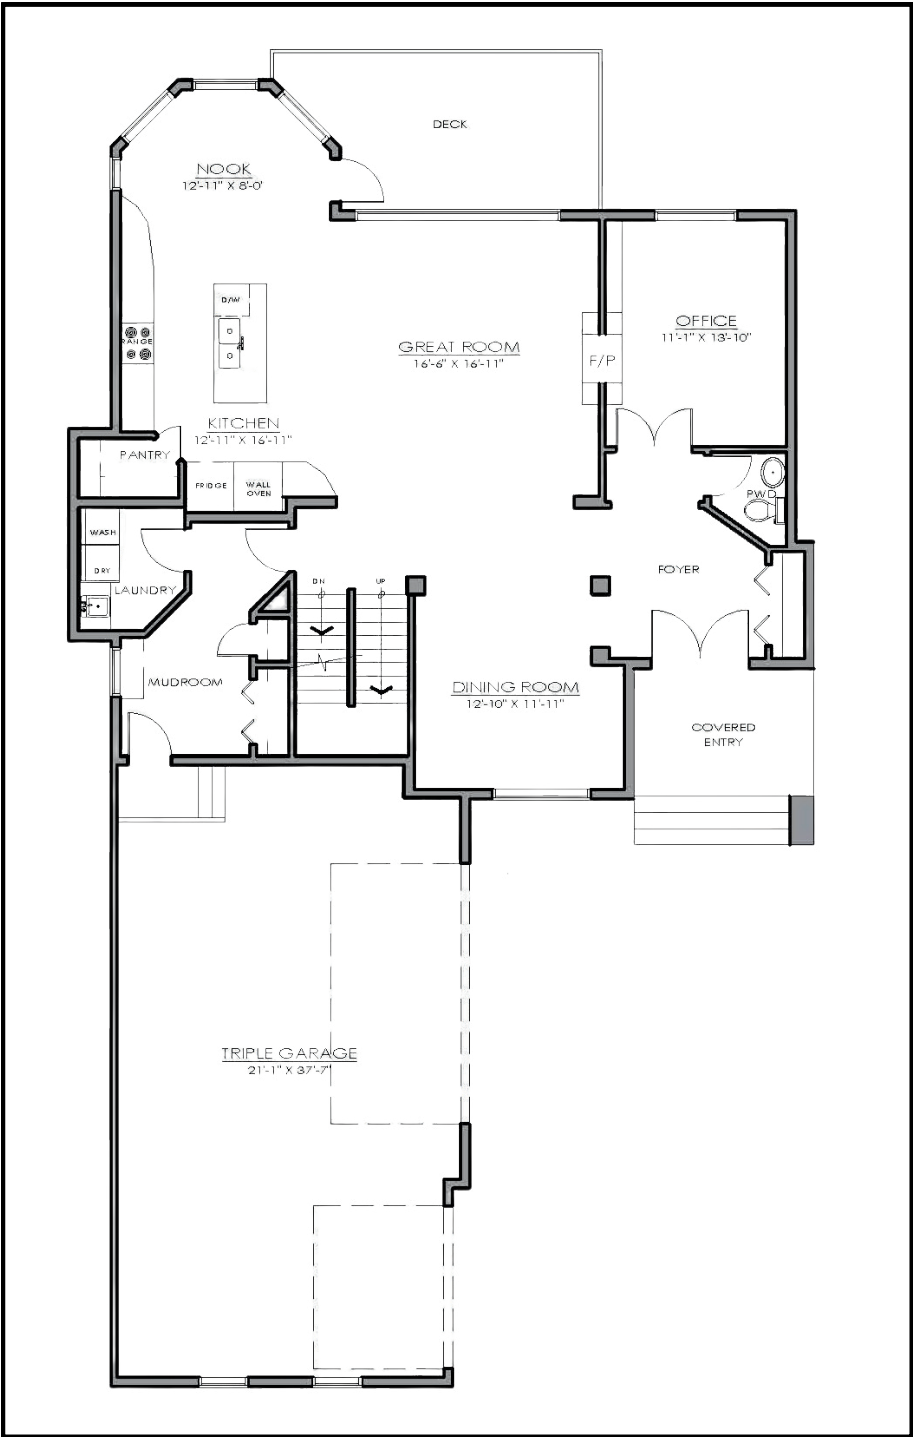 DECK
NOOK
12'-11" X 8'-0'
D/W
RANGE
OFFICE
11'-1" X 13'-10"
GREAT ROOM
16'-6" X 16'-11"
F/P
KITCHEN
12'-11" X 16'-11"
PANTRY
FRIDGE
WALL
OVEN
PWD
WASH
DRY
LAUNDRY
DN
UP
FOYER
MUDROOM
DINING ROOM
12'-10" X 11'-11"
COVERED
ENTRY
TRIPLE GARAGE
21'-1" X 37'-7"